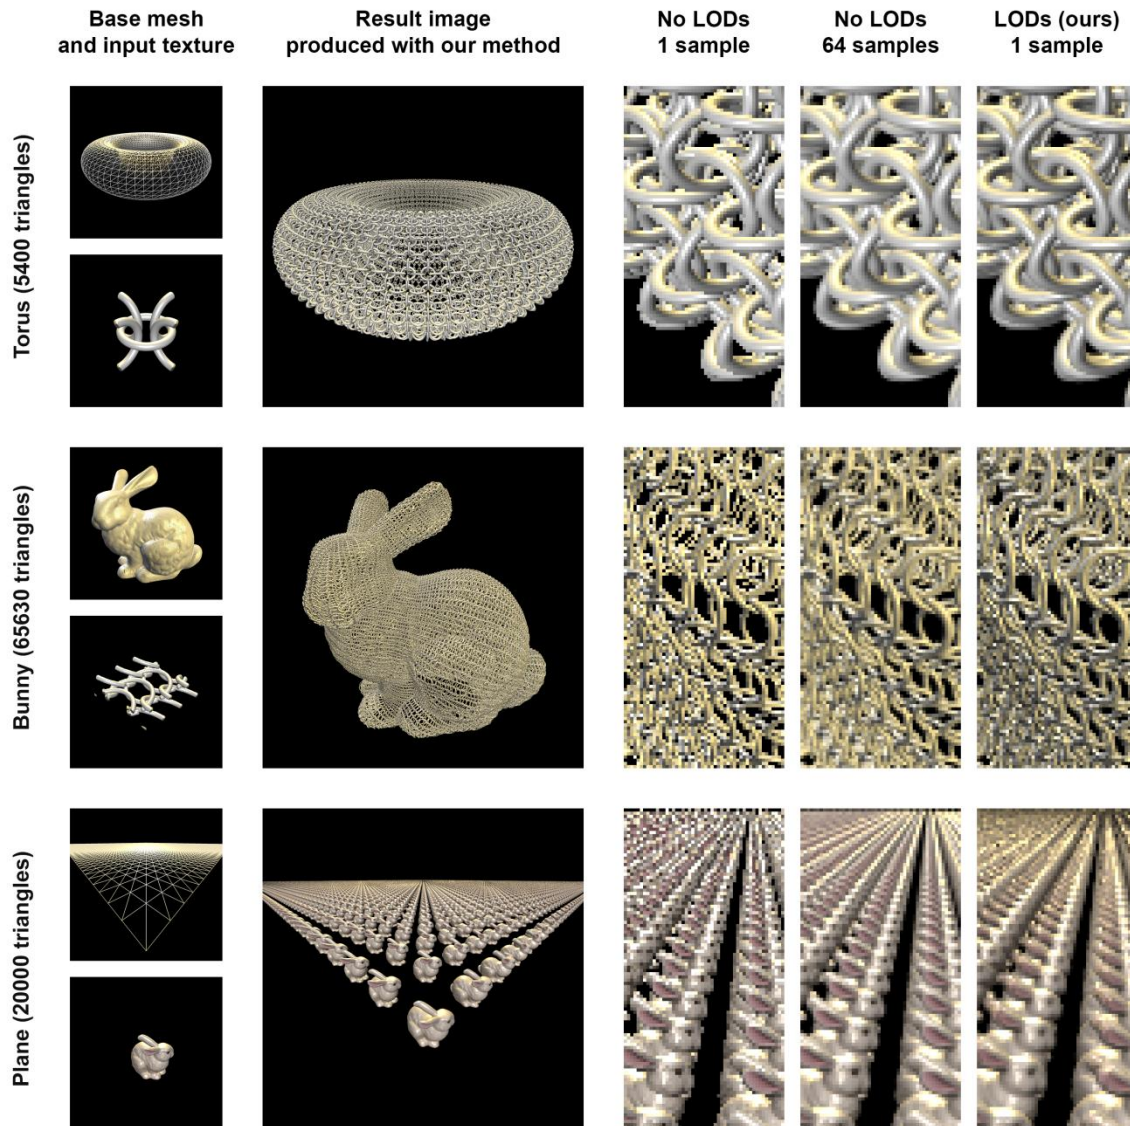 Base mesh
and input texture
Result image
produced with our method
No LODs
1 sample
No LODs
64 samples
LODs (ours)
1 sample
Torus (5400 triangles)
Bunny (65630 triangles)
Plane (20000 triangles)